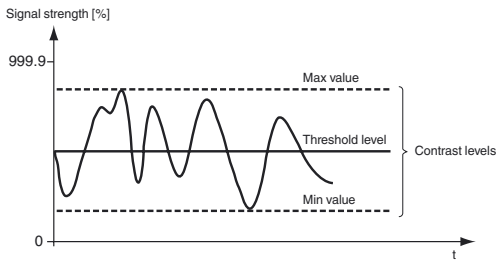 Signal strength [%]
999.9
Max value
Threshold level
Contrast levels
Min value
0
t